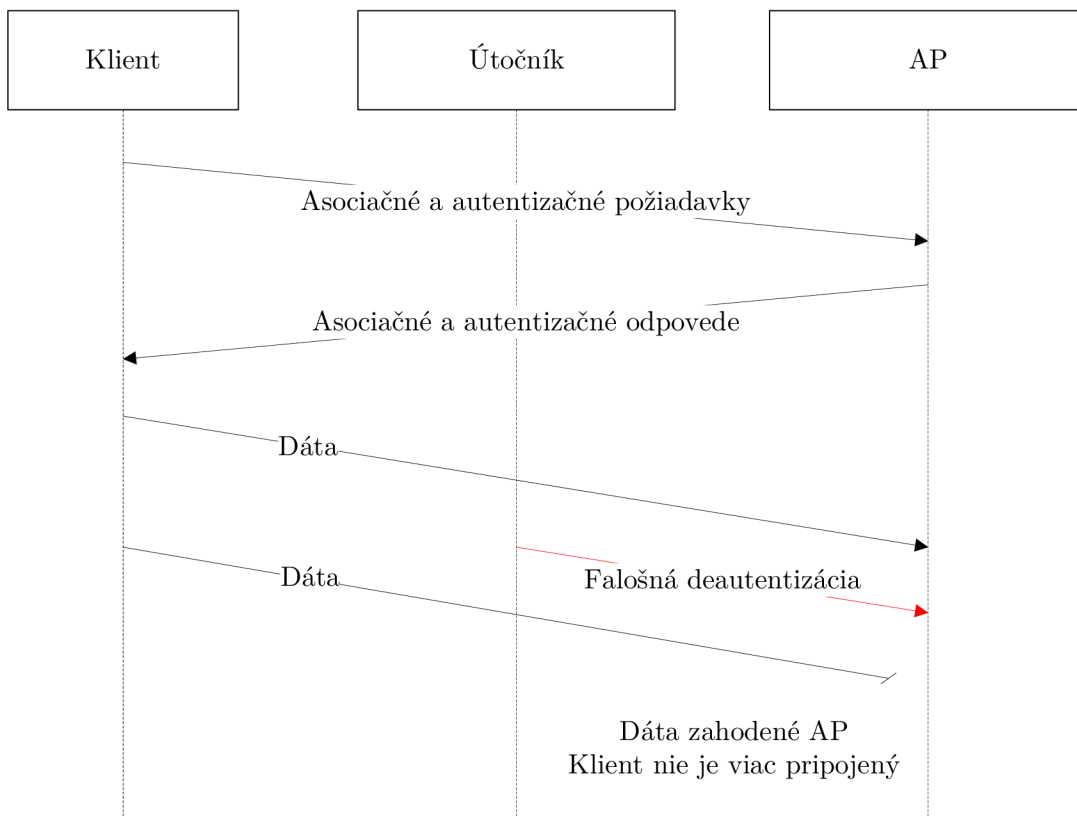 Klient
Útočník
AP
Asociačné a autentizačné požiadavky
Asociačné a autentizačné odpovede
Dáta
Dáta
Falošná deautentizácia
Dáta zahodené AP
Klient nie je viac pripojený